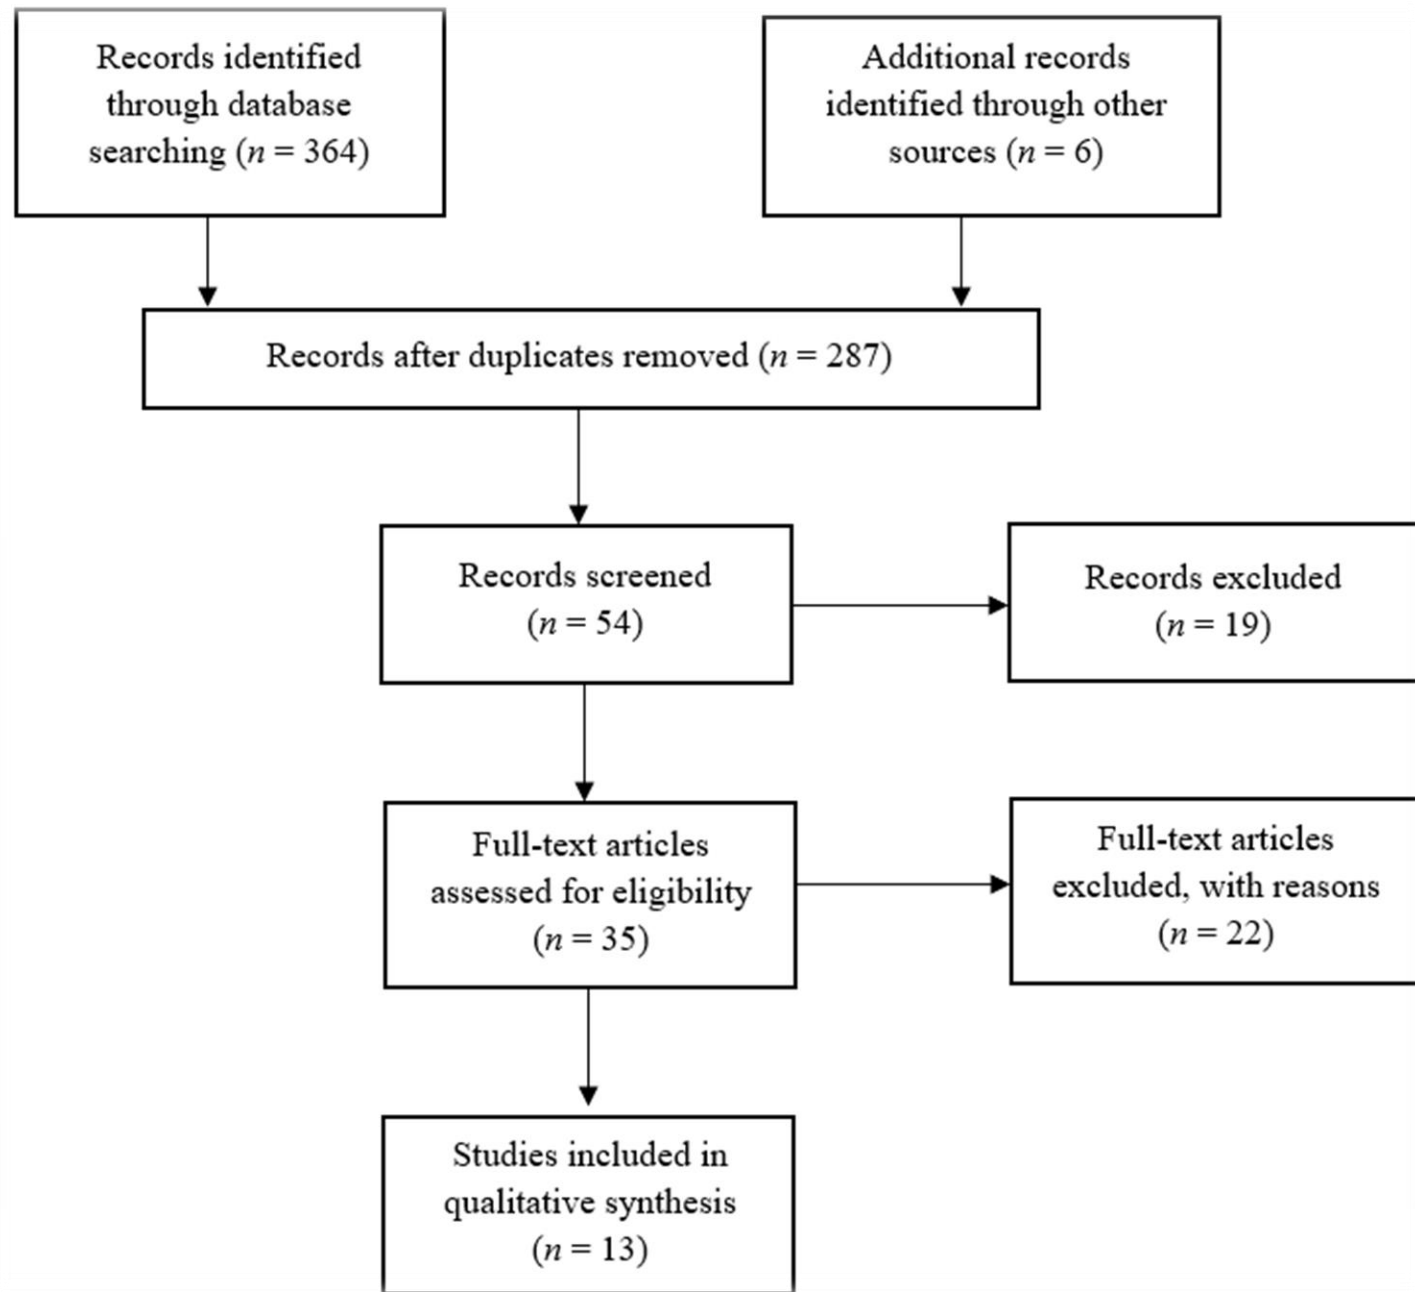 Records identified
through database
searching (n = 364)
Additional records
identified through other
sources (n = 6)
Records after duplicates removed (n = 287)
Records screened
(n = 54)
Records excluded
(n = 19)
Full-text articles
assessed for eligibility
(n = 35)
Full-text articles
excluded, with reasons
(n = 22)
Studies included in
qualitative synthesis
(n = 13)